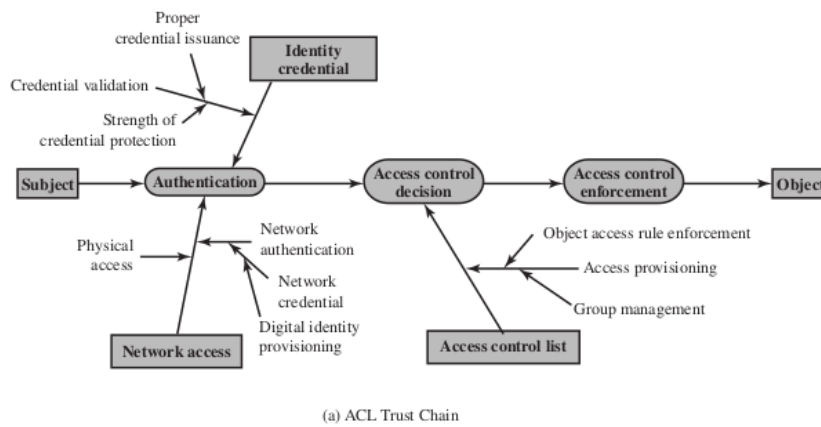 Proper
credential issuance
Identity
credential
Credential validation
Strength of
credential protection
Subject
Authentication
Access control
decision
Access control
enforcement
Object
Physical
access
Network
authentication
Network
credential
Digital identity
provisioning
Network access
Object access rule enforcement
Access provisioning
Group management
Access control list
(a) ACL Trust Chain